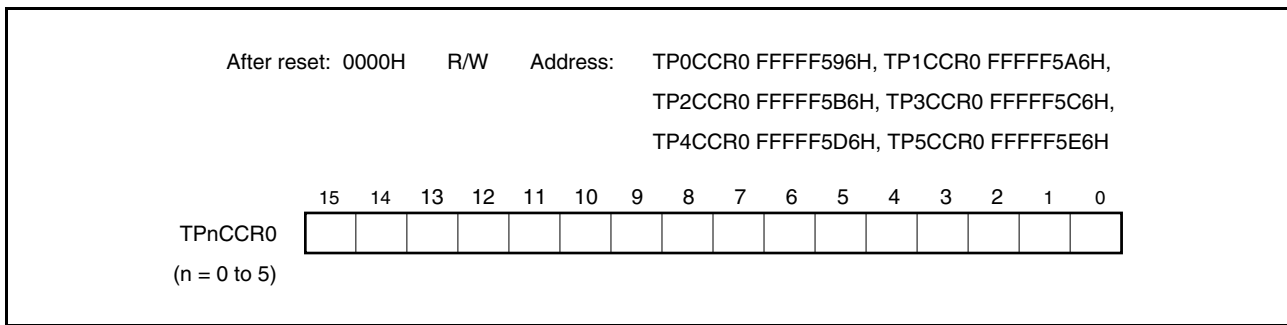 After reset: 0000H R/W Address: TP0CCR0 FFFFF596H, TP1CCR0 FFFFF5A6H,
TP2CCR0 FFFFF5B6H, TP3CCR0 FFFFF5C6H,
TP4CCR0 FFFFF5D6H, TP5CCR0 FFFFF5E6H
15 14 13 12 11 10 9 8 7 6 5 4 3 2 1 0
TPnCCR0
(n = 0 to 5)